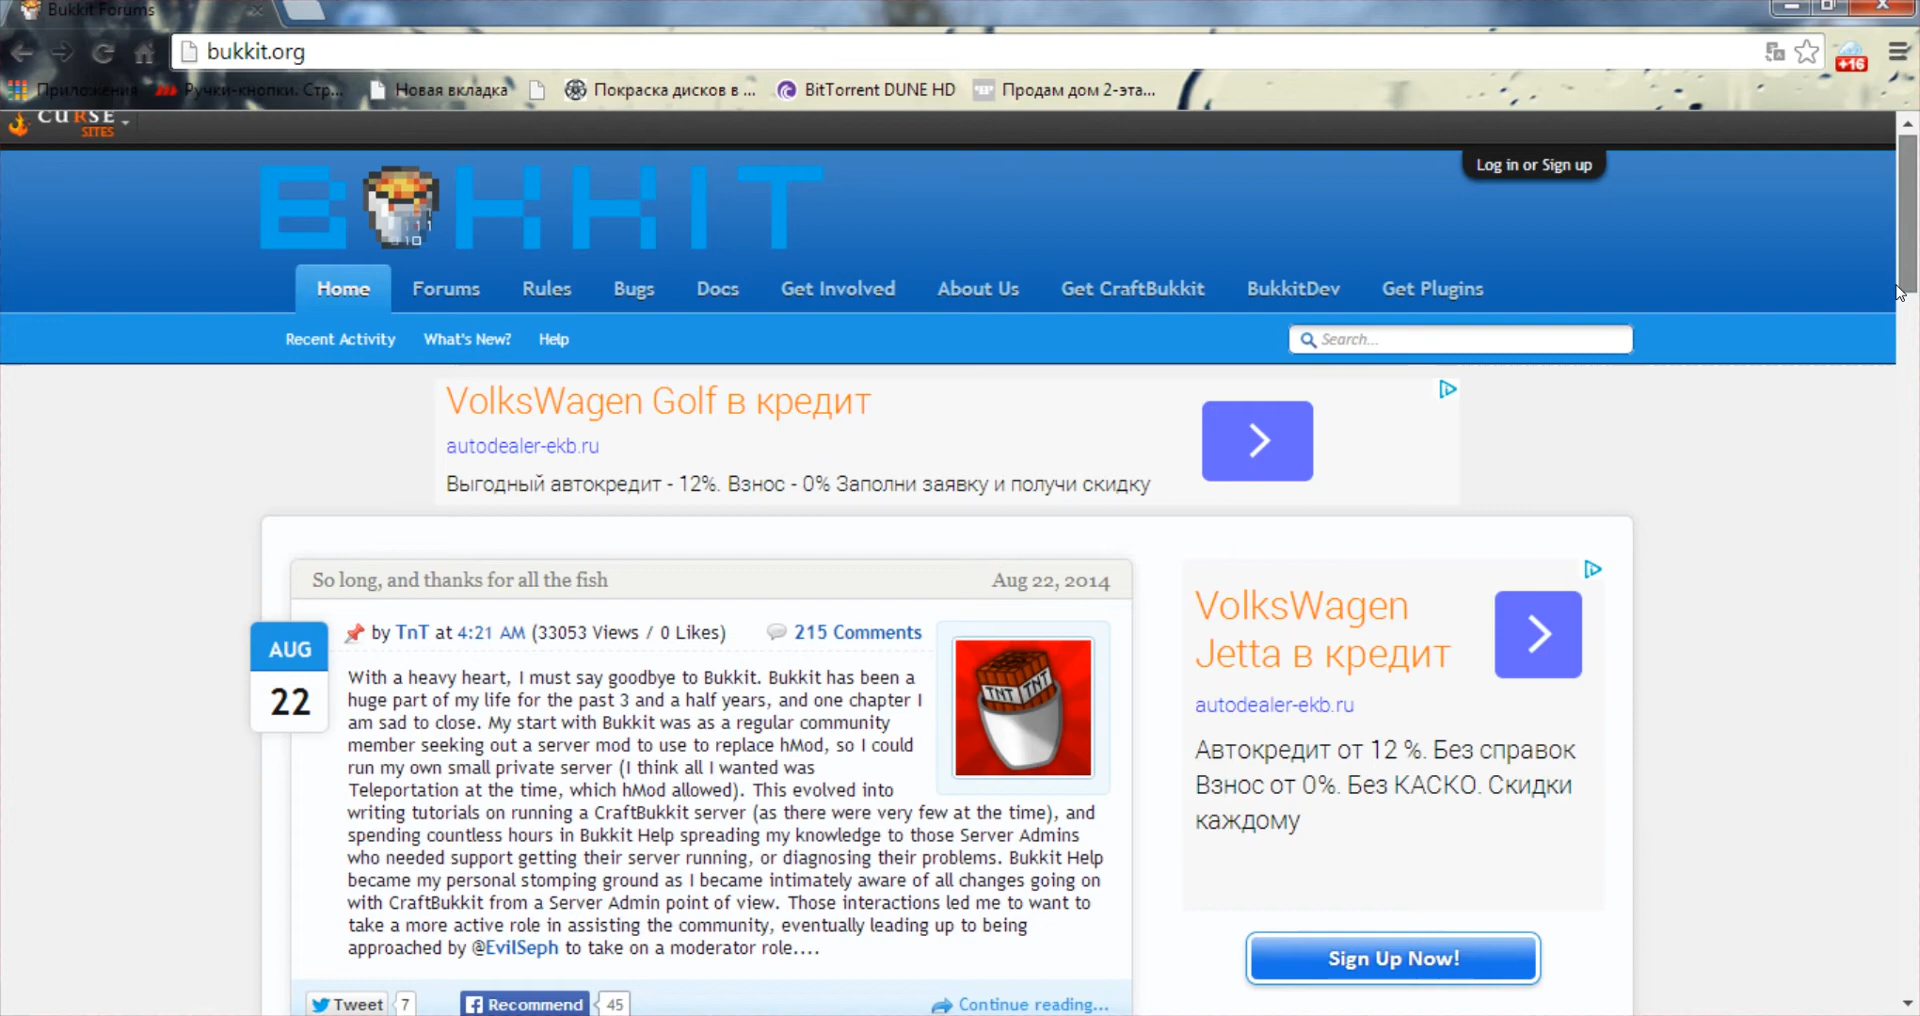 Bukkit Forums
bukkit.org
+16
Приложения
Ручки-кнопки. Стр...
Новая вкладка
Покраска дисков в ...
BitTorrent DUNE HD
Продам дом 2-эта...
CURSE
SITES
Log in or Sign up
BUKKIT
Home
Forums
Rules
Bugs
Docs
Get Involved
About Us
Get CraftBukkit
BukkitDev
Get Plugins
Recent Activity
What's New?
Help
Search...
VolksWagen Golf в кредит
autodealer-ekb.ru
Выгодный автокредит - 12%. Взнос - 0% Заполни заявку и получи скидку
So long, and thanks for all the fish
Aug 22, 2014
AUG
22
by TnT at 4:21 AM (33053 Views / 0 Likes)
215 Comments
With a heavy heart, I must say goodbye to Bukkit. Bukkit has been a
huge part of my life for the past 3 and a half years, and one chapter I
am sad to close. My start with Bukkit was as a regular community
member seeking out a server mod to use to replace hMod, so I could
run my own small private server (I think all I wanted was
Teleportation at the time, which hMod allowed). This evolved into
writing tutorials on running a CraftBukkit server (as there were very few at the time), and
spending countless hours in Bukkit Help spreading my knowledge to those Server Admins
who needed support getting their server running, or diagnosing their problems. Bukkit Help
became my personal stomping ground as I became intimately aware of all changes going on
with CraftBukkit from a Server Admin point of view. Those interactions led me to want to
take a more active role in assisting the community, eventually leading up to being
approached by @EvilSeph to take on a moderator role....
TNT TNT
Tweet
7
Recommend
45
Continue reading...
VolksWagen
Jetta в кредит
autodealer-ekb.ru
Автокредит от 12 %. Без справок
Взнос от 0%. Без КАСКО. Скидки
каждому
Sign Up Now!